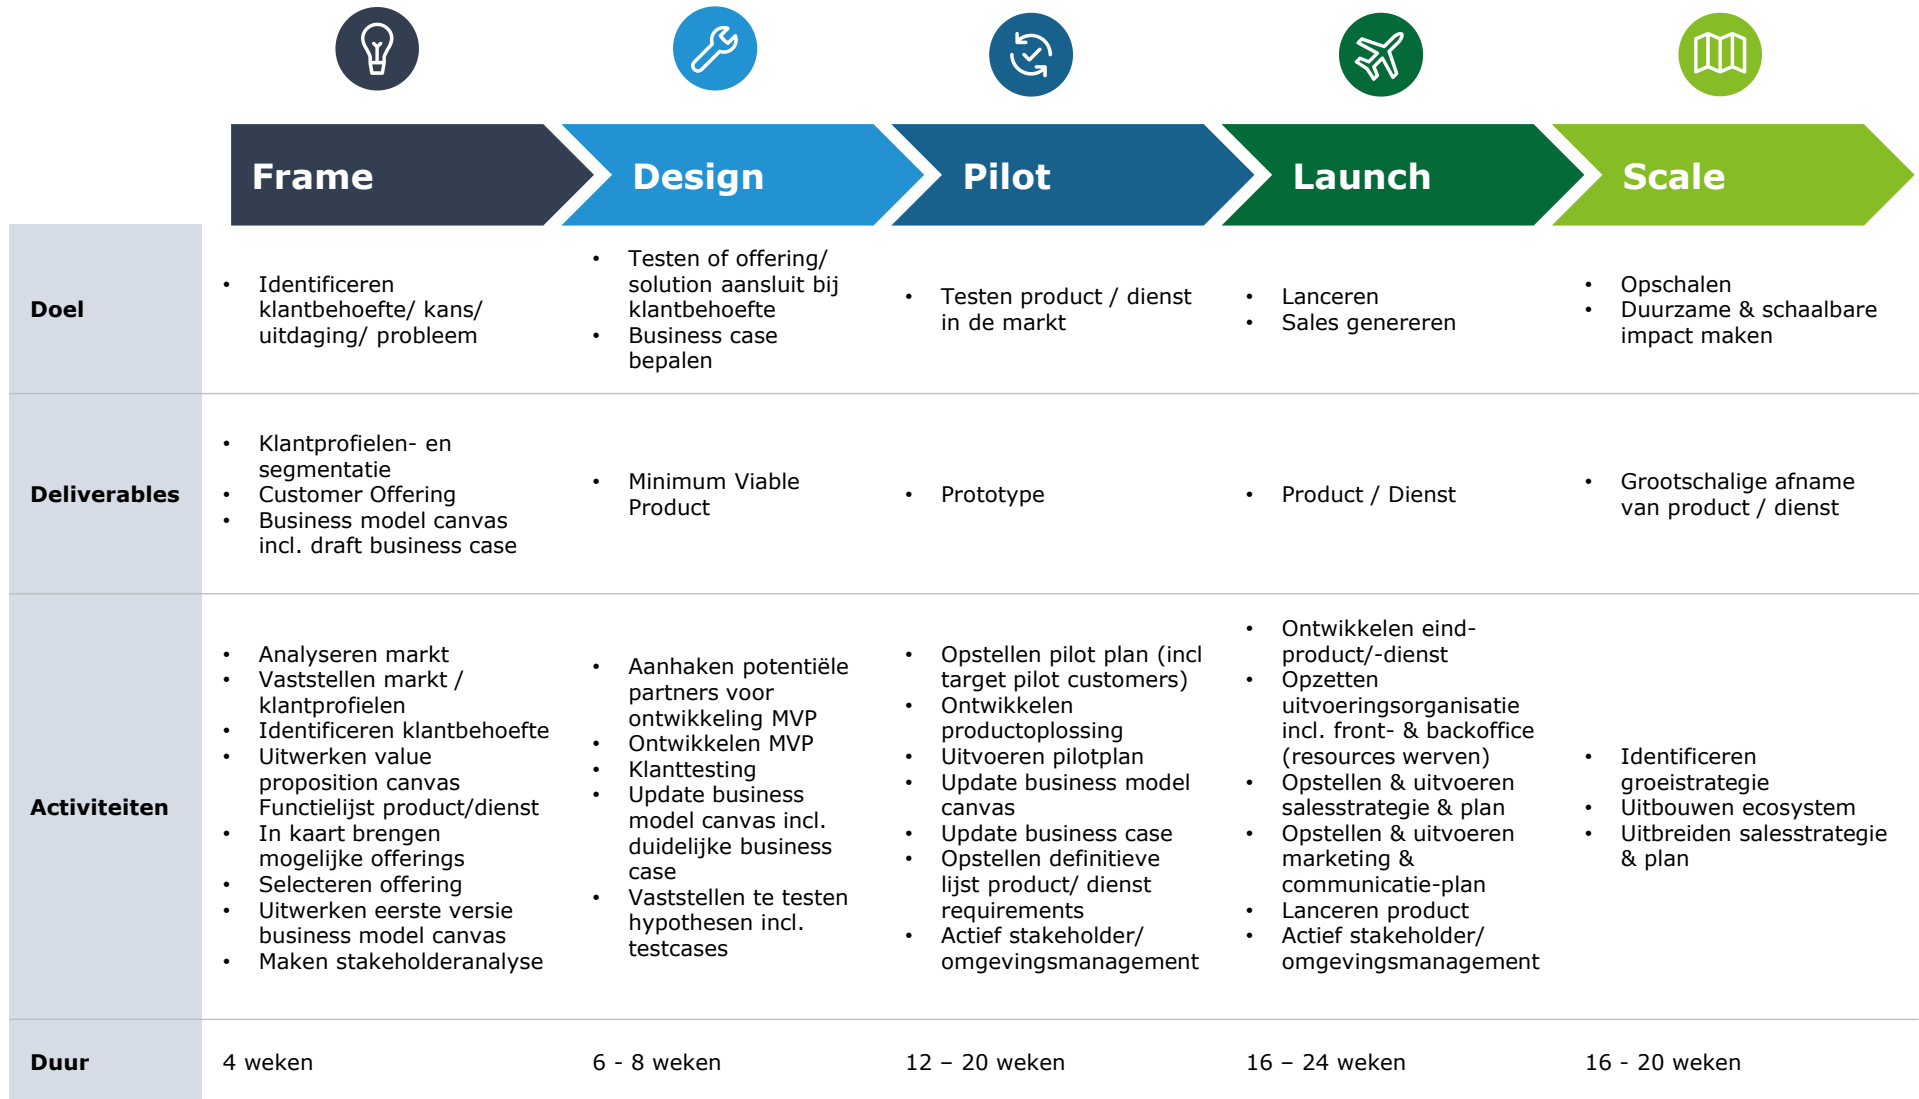 Frame
Design
Pilot
Launch
Scale
Doel
• Identificeren
klantbehoefte/ kans/
uitdaging/ probleem
• Testen of offering/
solution aansluit bij
klantbehoefte
• Business case
bepalen
• Testen product / dienst
in de markt
• Lanceren
• Sales genereren
• Opschalen
• Duurzame & schaalbare
impact maken
Deliverables
• Klantprofielen- en
segmentatie
• Customer Offering
• Business model canvas
incl. draft business case
• Minimum Viable
Product
• Prototype
• Product / Dienst
• Grootschalige afname
van product / dienst
Activiteiten
• Analyseren markt
• Vaststellen markt /
klantprofielen
• Identificeren klantbehoefte
• Uitwerken value
proposition canvas
Functielijst product/dienst
• In kaart brengen
mogelijke offerings
• Selecteren offering
• Uitwerken eerste versie
business model canvas
• Maken stakeholderanalyse
• Aanhaken potentiële
partners voor
ontwikkeling MVP
• Ontwikkelen MVP
• Klanttesting
• Update business
model canvas incl.
duidelijke business
case
• Vaststellen te testen
hypothesen incl.
testcases
• Opstellen pilot plan (incl
target pilot customers)
• Ontwikkelen
productoplossing
• Uitvoeren pilotplan
• Update business model
canvas
• Update business case
• Opstellen definitieve
lijst product/ dienst
requirements
• Actief stakeholder/
omgevingsmanagement
• Ontwikkelen eind-
product/-dienst
• Opzetten
uitvoeringsorganisatie
incl. front- & backoffice
(resources werven)
• Opstellen & uitvoeren
salesstrategie & plan
• Opstellen & uitvoeren
marketing &
communicatie-plan
• Lanceren product
• Actief stakeholder/
omgevingsmanagement
• Identificeren
groeistrategie
• Uitbouwen ecosystem
• Uitbreiden salesstrategie
& plan
Duur
4 weken
6 - 8 weken
12 – 20 weken
16 – 24 weken
16 - 20 weken